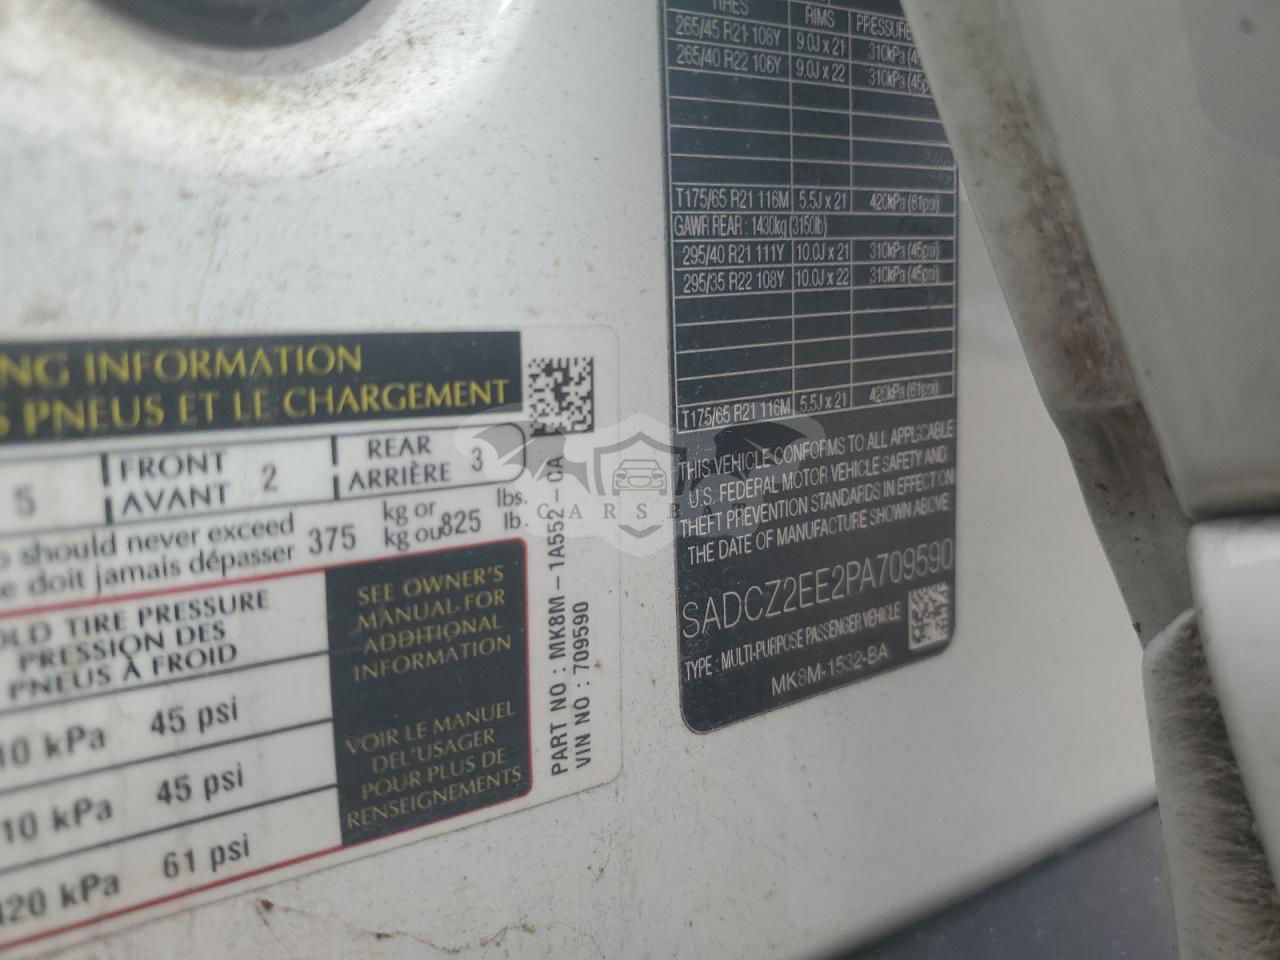 NG INFORMATION
S PNEUS ET LE CHARGEMENT
5
FRONT
AVANT
2
REAR
ARRIÈRE
3
should never exceed
e doit jamais dépasser
375
kg or
kg ou
825
lbs.
lb.
OLD TIRE PRESSURE
PRESSION DES
PNEUS À FROID
10 kPa 45 psi
10 kPa 45 psi
420 kPa 61 psi
SEE OWNER'S
MANUAL FOR
ADDITIONAL
INFORMATION
VOIR LE MANUEL
DE L'USAGER
POUR PLUS DE
RENSEIGNEMENTS
PART NO : MK8M-1A552-CA
VIN NO : 709590
TIRES RIMS PRESSURE
265/45 R21 108Y 9.0J x 21 310kPa (45
265/40 R22 106Y 9.0J x 22 310kPa (45p
T175/65 R21 116M 5.5J x 21 420kPa (61psi)
GAWR REAR : 1430kg (3150lb)
295/40 R21 111Y 10.0J x 21 310kPa (45psi)
295/35 R22 108Y 10.0J x 22 310kPa (45psi)
T175/65 R21 116M 5.5J x 21 420kPa (61psi)
THIS VEHICLE CONFORMS TO ALL APPLICABLE
U.S. FEDERAL MOTOR VEHICLE SAFETY AND
THEFT PREVENTION STANDARDS IN EFFECT ON
THE DATE OF MANUFACTURE SHOWN ABOVE
SADCZ2EE2PA709590
TYPE : MULTI-PURPOSE PASSENGER VEHICLE
MK8M-1532-BA